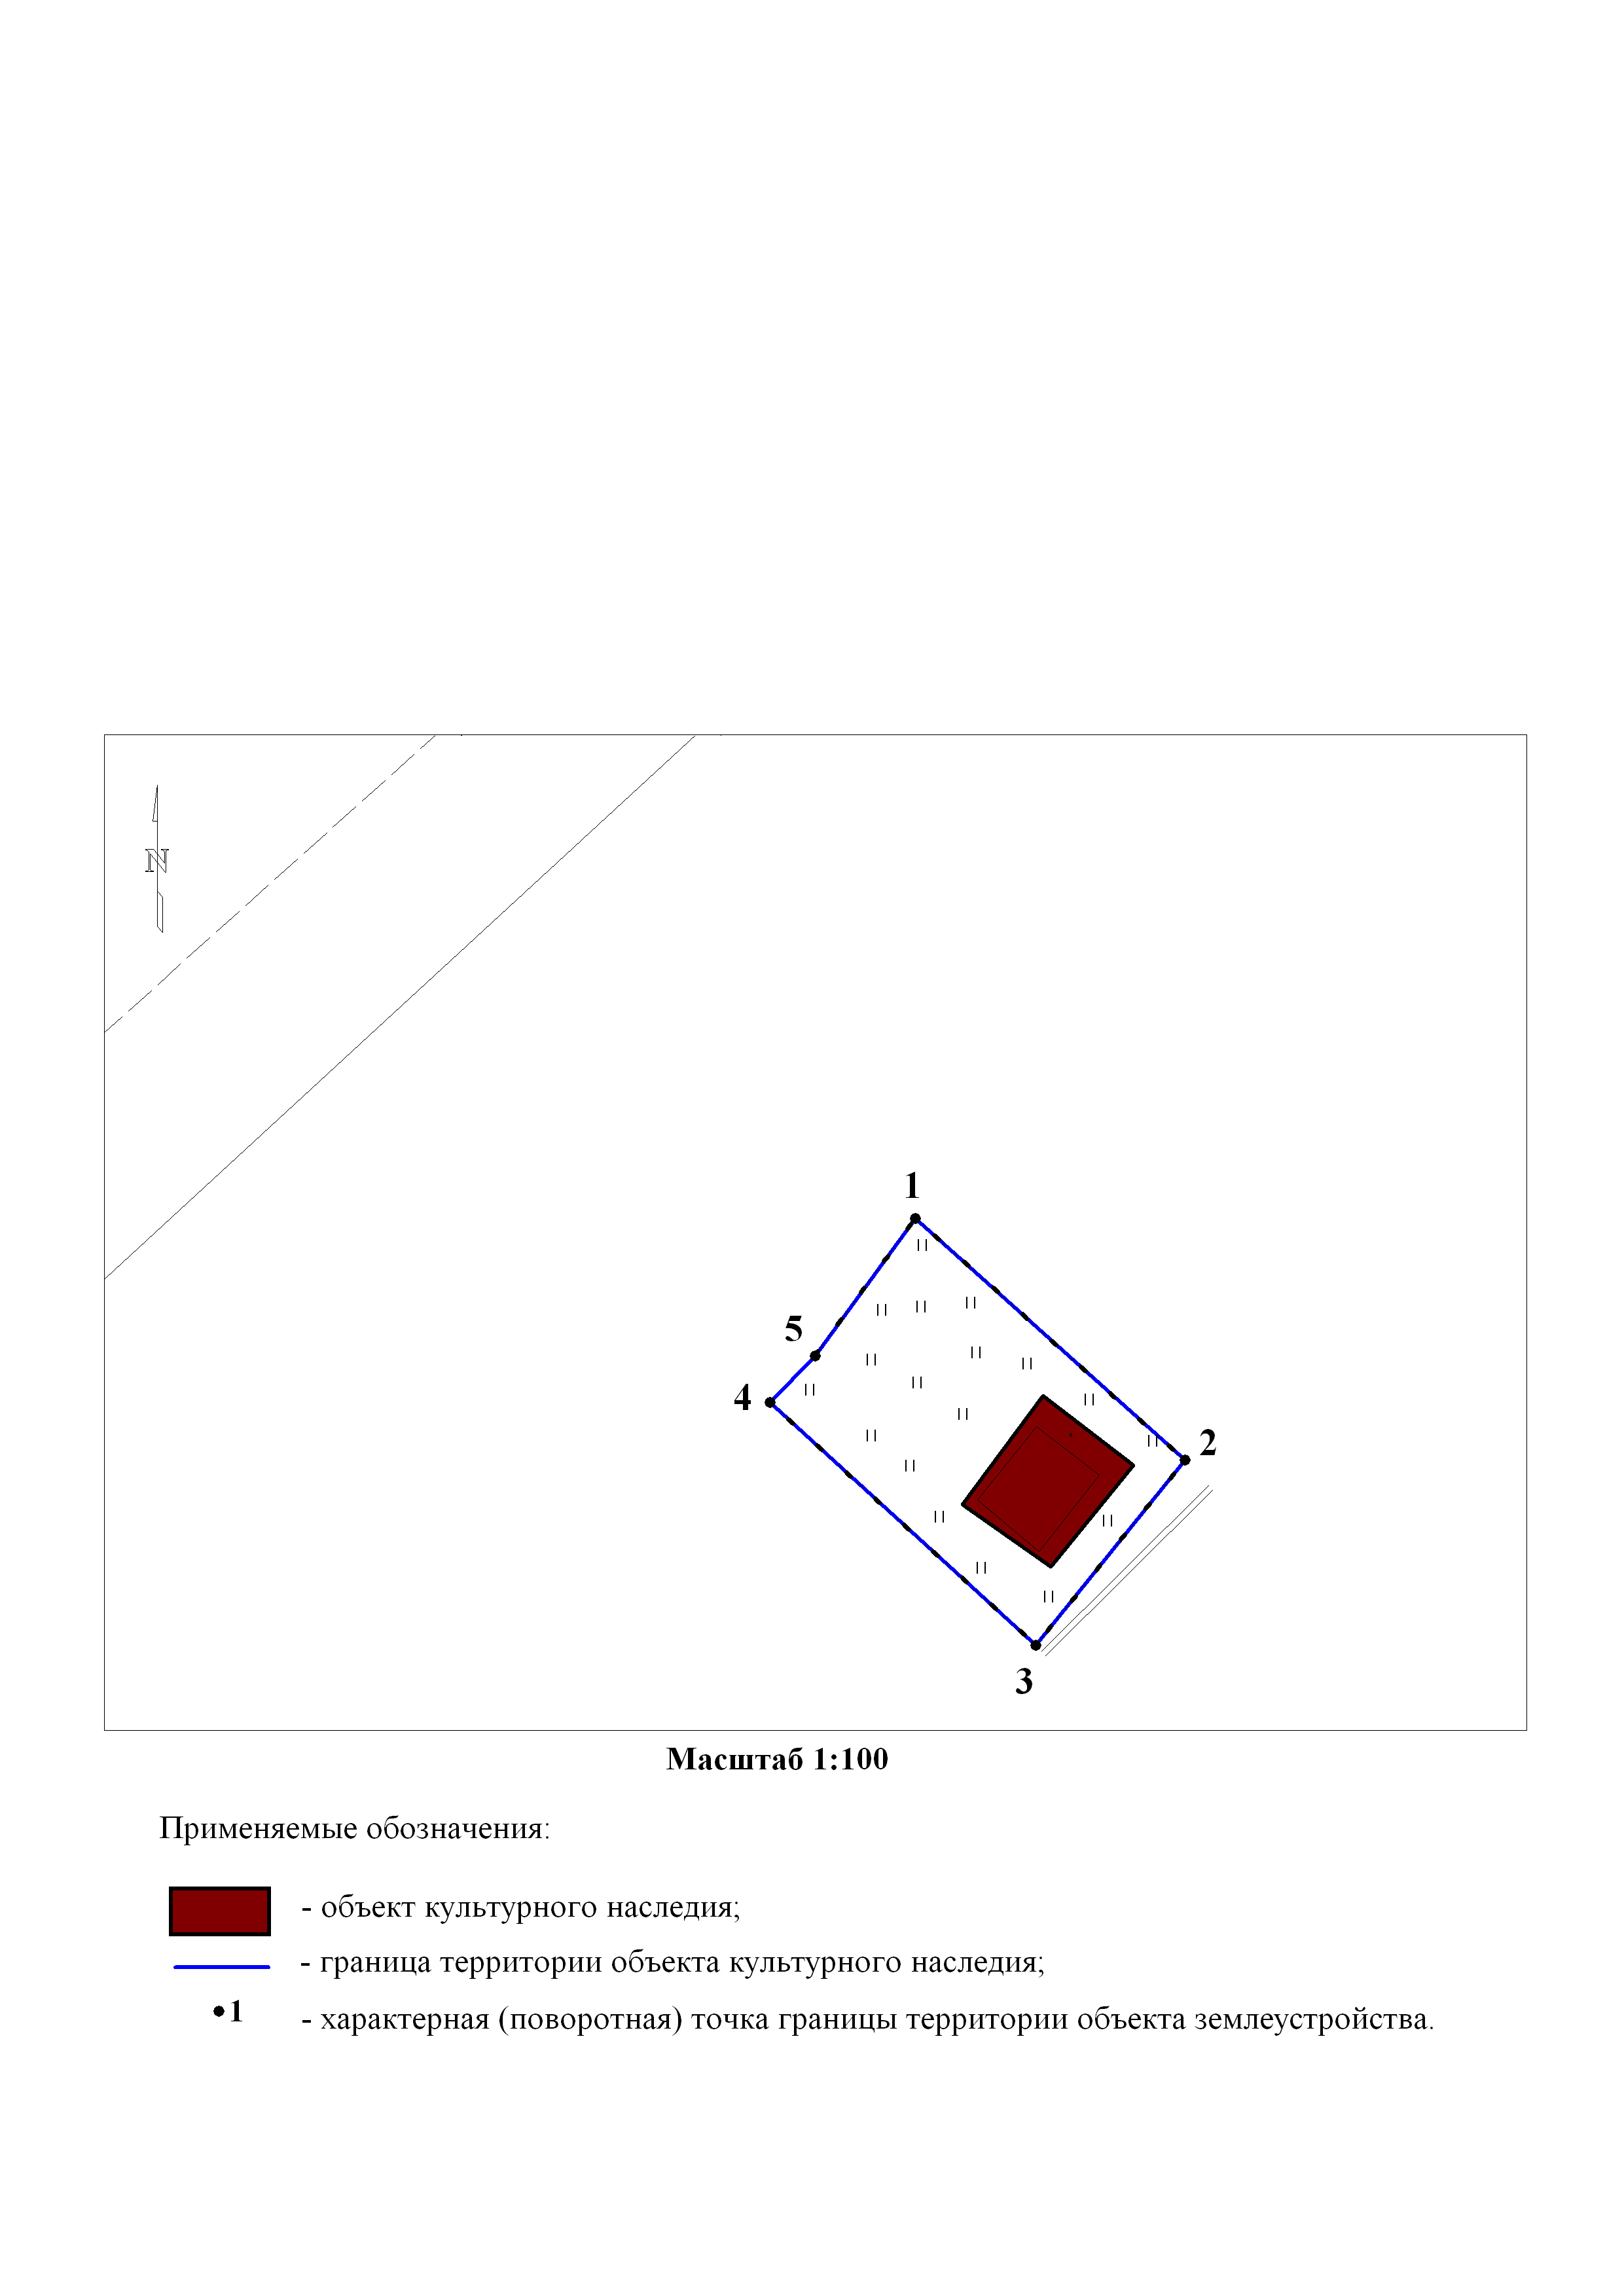 N
1
5
4
2
3
Масштаб 1:100
Применяемые обозначения:
- объект культурного наследия;
- граница территории объекта культурного наследия;
1 - характерная (поворотная) точка границы территории объекта землеустройства.